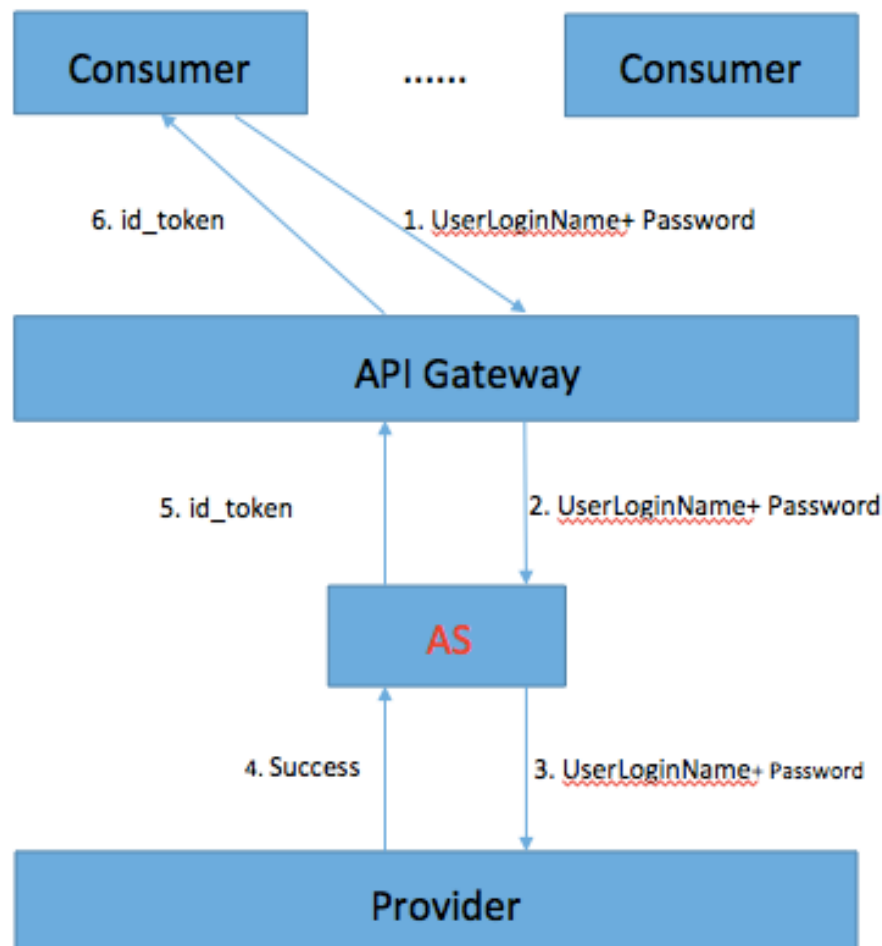 Consumer
......
Consumer
6. id_token
1. UserLoginName+ Password
API Gateway
5. id_token
2. UserLoginName+ Password
AS
4. Success
3. UserLoginName+ Password
Provider